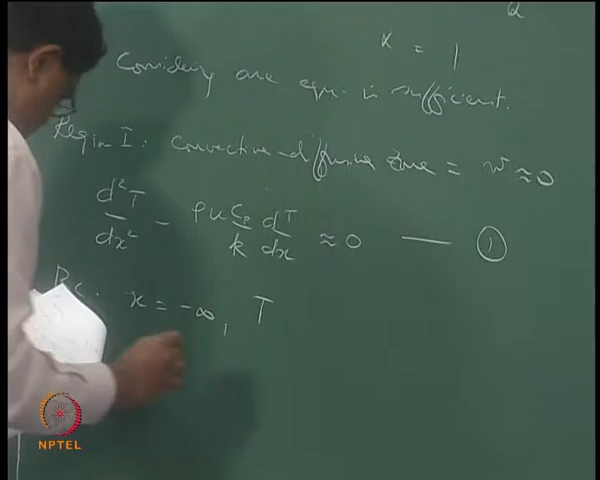 Q
K = 1
Considering one eqn. is sufficient.
Region I: Convective-diffusive zone = ẇ ≈ 0
d²T/dx² - ρuCp/k dT/dx ≈ 0 — ①
B.C. x = -∞, T
NPTEL